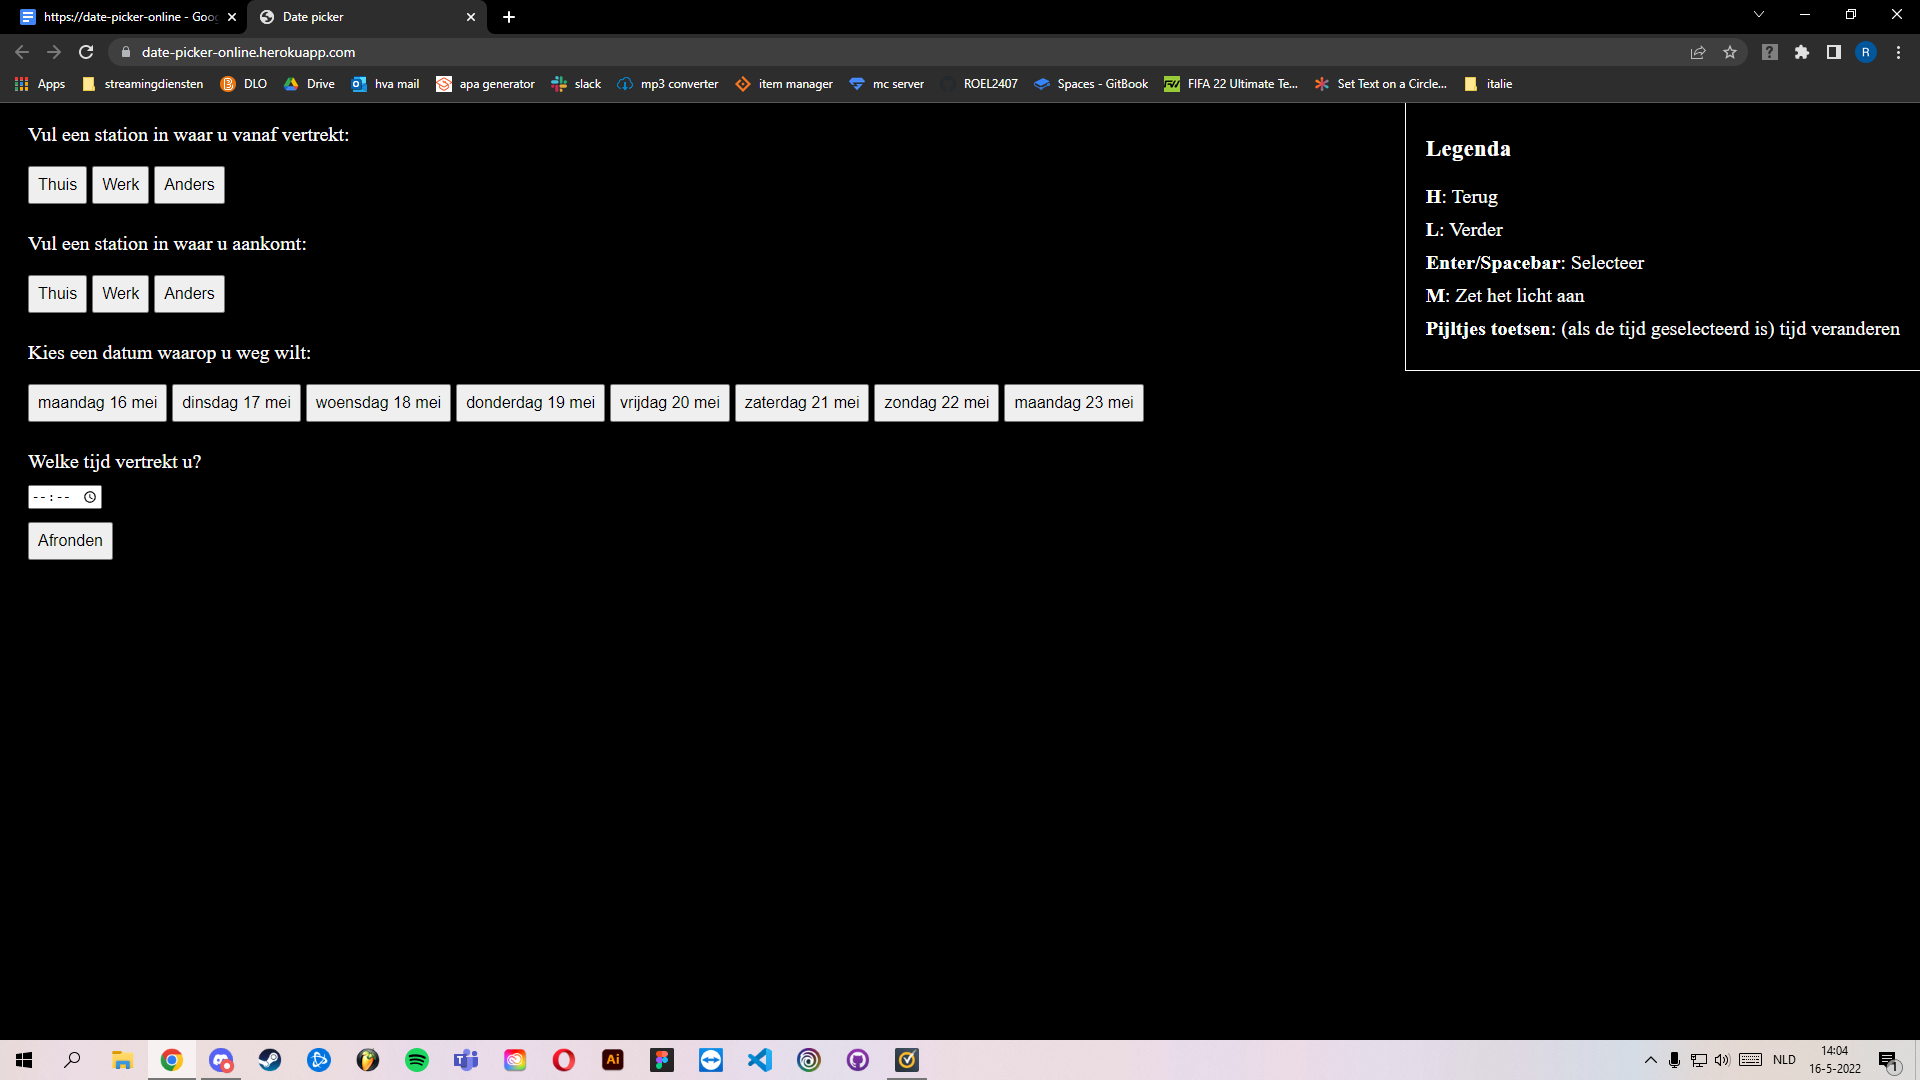 https://date-picker-online - Goo
Date picker
date-picker-online.herokuapp.com
R
Apps
streamingdiensten
DLO
Drive
hva mail
apa generator
slack
mp3 converter
item manager
mc server
ROEL2407
Spaces - GitBook
FIFA 22 Ultimate Te...
Set Text on a Circle...
italie
Vul een station in waar u vanaf vertrekt:
Thuis Werk Anders
Vul een station in waar u aankomt:
Thuis Werk Anders
Kies een datum waarop u weg wilt:
maandag 16 mei dinsdag 17 mei woensdag 18 mei donderdag 19 mei vrijdag 20 mei zaterdag 21 mei zondag 22 mei maandag 23 mei
Welke tijd vertrekt u?
--:--
Afronden
Legenda
H: Terug
L: Verder
Enter/Spacebar: Selecteer
M: Zet het licht aan
Pijltjes toetsen: (als de tijd geselecteerd is) tijd veranderen
Ai
NLD
14:04
16-5-2022
1